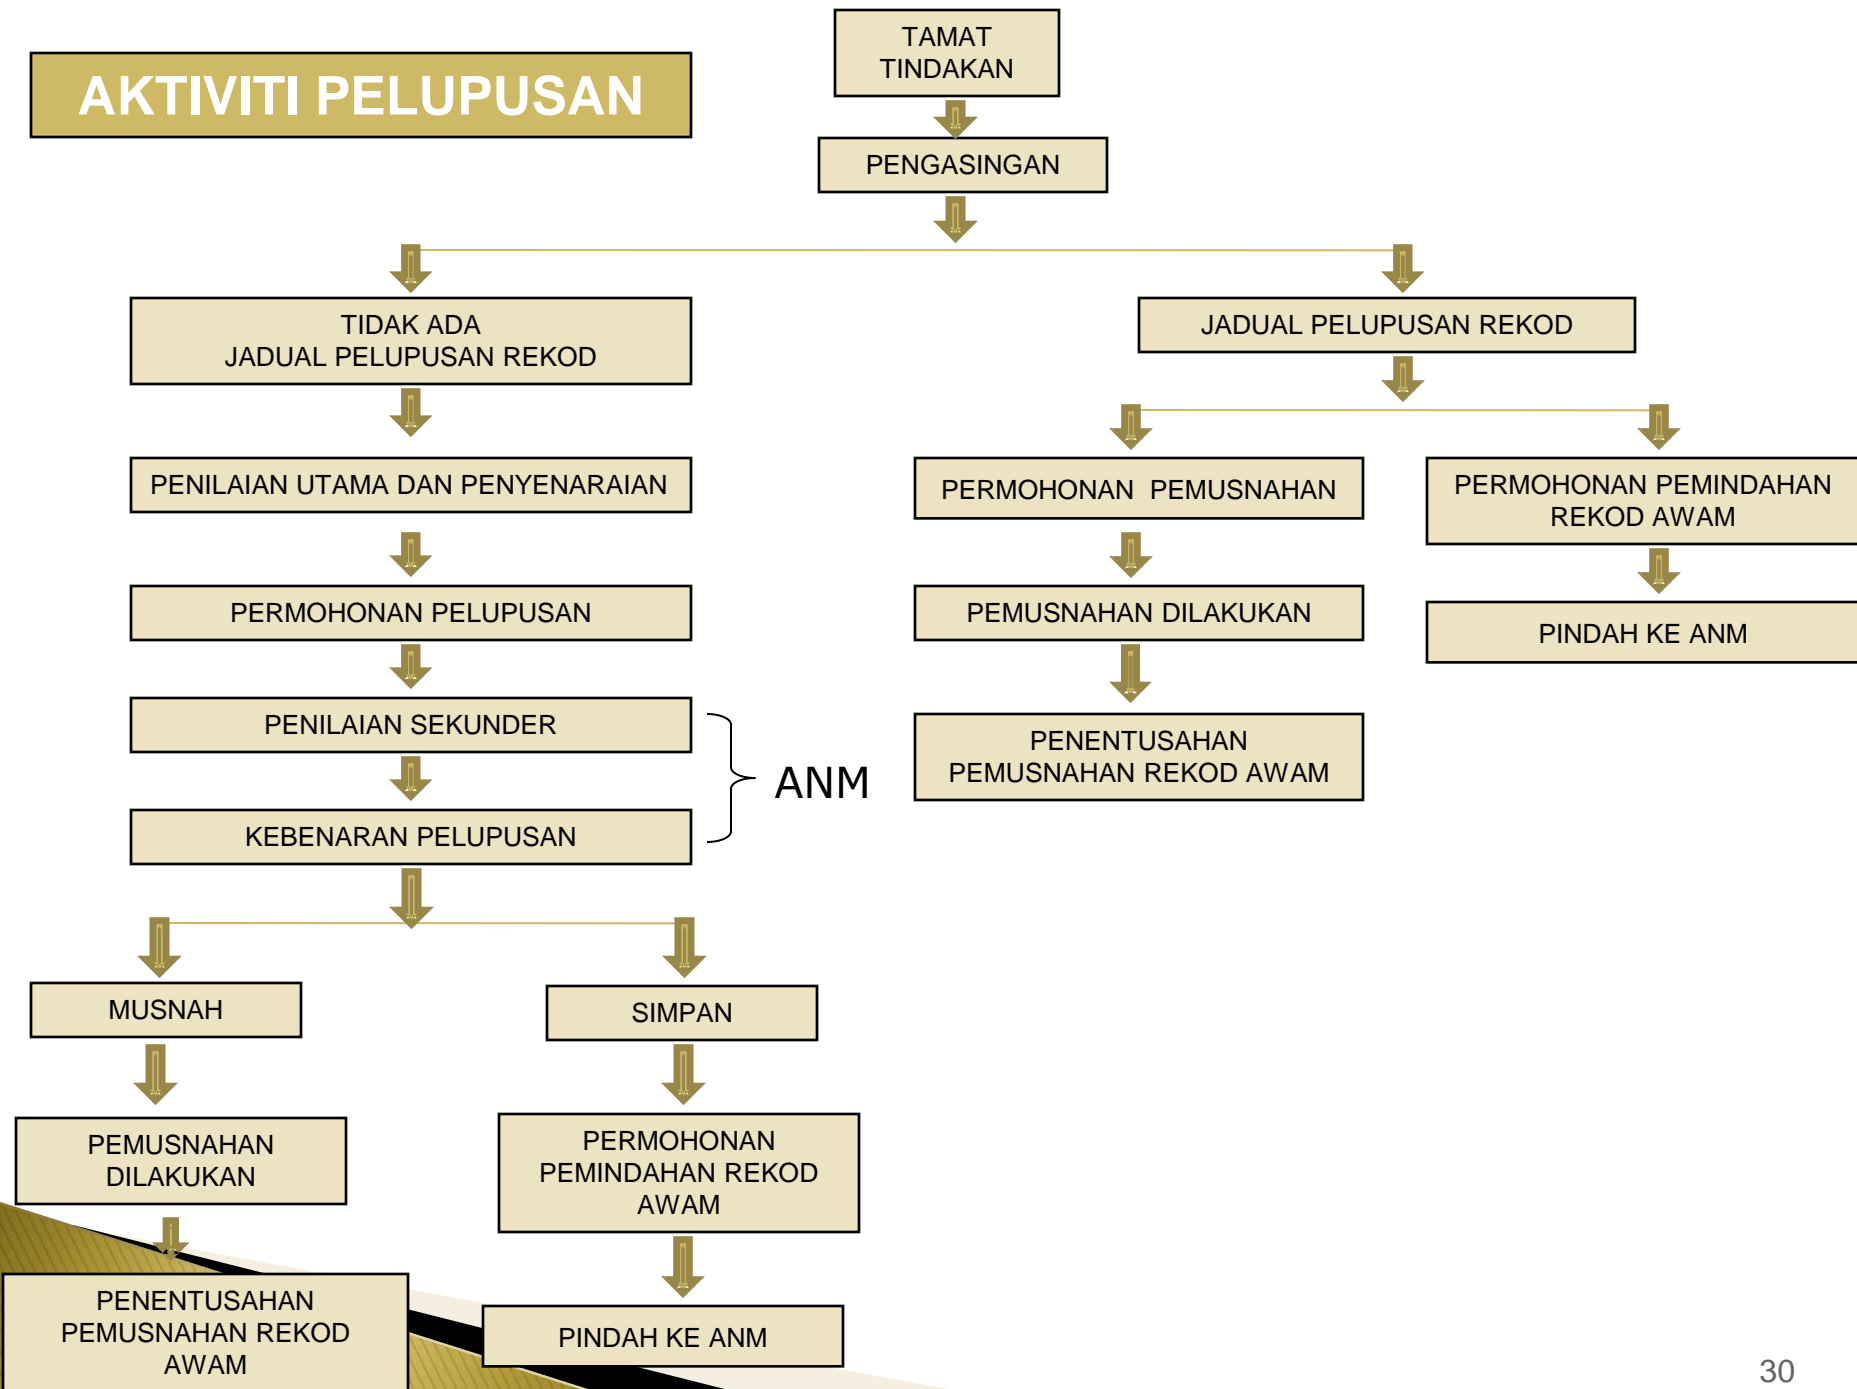 AKTIVITI PELUPUSAN
TAMAT
TINDAKAN
PENGASINGAN
TIDAK ADA
JADUAL PELUPUSAN REKOD
PENILAIAN UTAMA DAN PENYENARAIAN
PERMOHONAN PELUPUSAN
PENILAIAN SEKUNDER
KEBENARAN PELUPUSAN
ANM
MUSNAH
PEMUSNAHAN
DILAKUKAN
PENENTUSAHAN
PEMUSNAHAN REKOD
AWAM
SIMPAN
PERMOHONAN
PEMINDAHAN REKOD
AWAM
PINDAH KE ANM
JADUAL PELUPUSAN REKOD
PERMOHONAN PEMUSNAHAN
PEMUSNAHAN DILAKUKAN
PENENTUSAHAN
PEMUSNAHAN REKOD AWAM
PERMOHONAN PEMINDAHAN
REKOD AWAM
PINDAH KE ANM
30